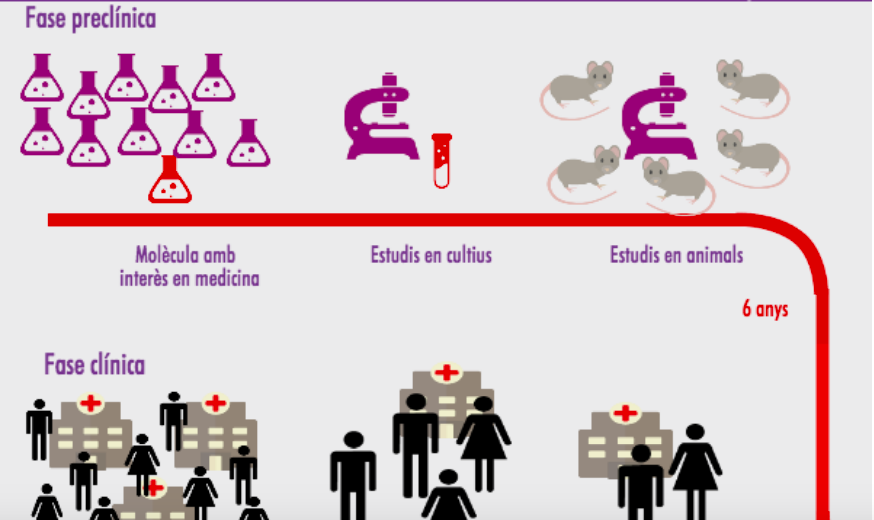 Fase preclínica
Molècula amb
interès en medicina
Estudis en cultius
Estudis en animals
6 anys
Fase clínica